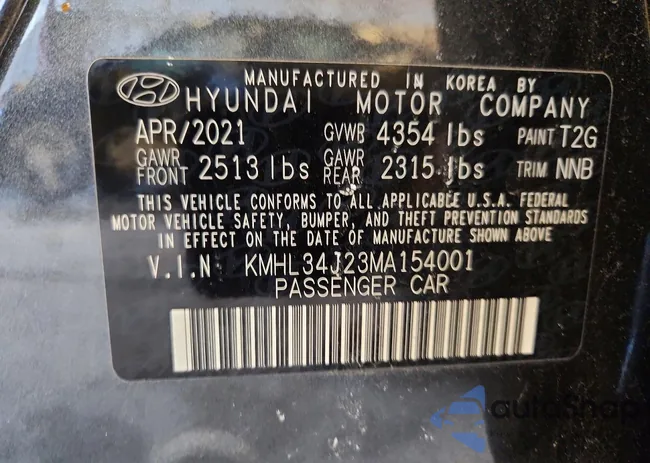 MANUFACTURED IN KOREA BY
HYUNDAI MOTOR COMPANY
APR/2021 GVWB 4354 lbs PAINT T2G
GAWR FRONT 2513 lbs GAWR REAR 2315 lbs TRIM NNB
THIS VEHICLE CONFORMS TO ALL APPLICABLE U.S.A. FEDERAL
MOTOR VEHICLE SAFETY, BUMPER, AND THEFT PREVENTION STANDARDS
IN EFFECT ON THE DATE OF MANUFACTURE SHOWN ABOVE
V.I.N KMHL34J23MA154001
PASSENGER CAR
autoShop